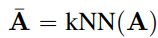 Ā = kNN(A)